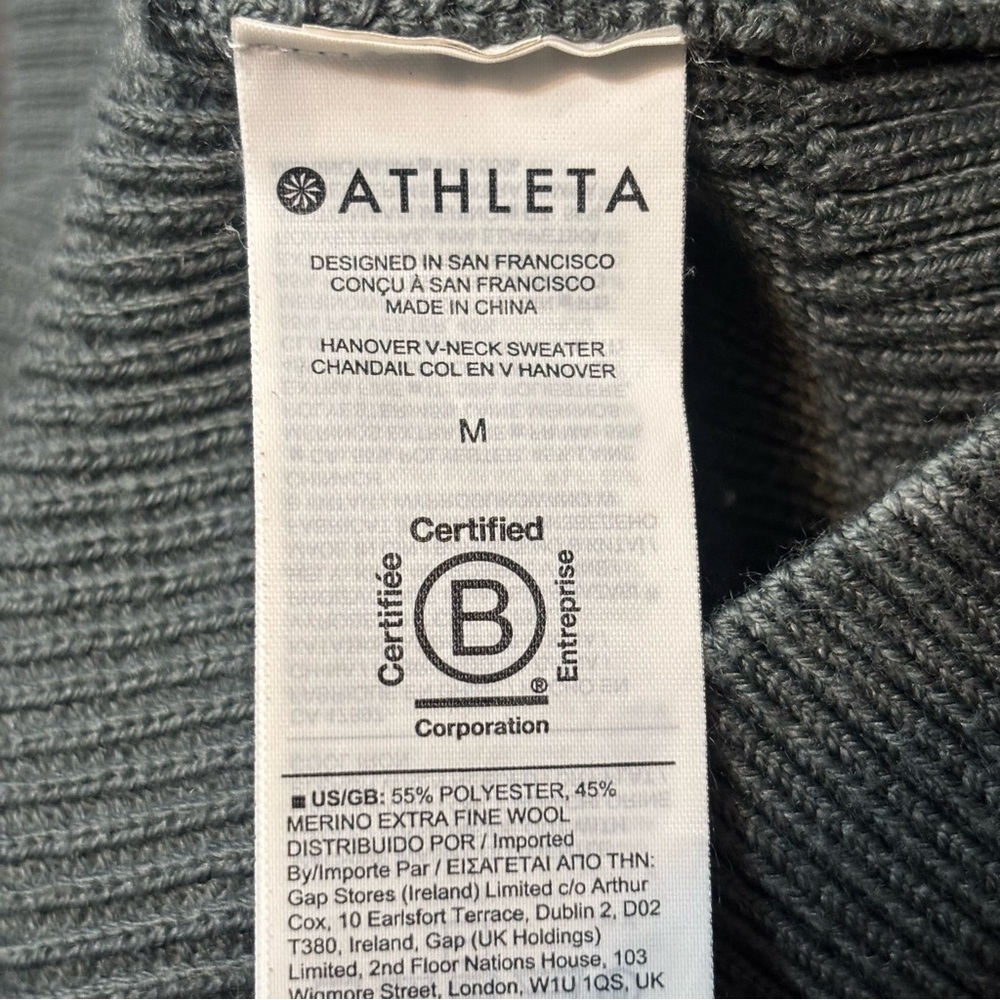 ATHLETA
DESIGNED IN SAN FRANCISCO
CONÇU À SAN FRANCISCO
MADE IN CHINA
HANOVER V-NECK SWEATER
CHANDAIL COL EN V HANOVER
M
Certified
Certifiée
B
Entreprise
®
Corporation
US/GB: 55% POLYESTER, 45%
MERINO EXTRA FINE WOOL
DISTRIBUIDO POR / Imported
By/Importe Par / ΕΙΣΑΓΕΤΑΙ ΑΠΟ ΤΗΝ:
Gap Stores (Ireland) Limited c/o Arthur
Cox, 10 Earlsfort Terrace, Dublin 2, D02
T380, Ireland, Gap (UK Holdings)
Limited, 2nd Floor Nations House, 103
Wigmore Street, London, W1U 1QS, UK